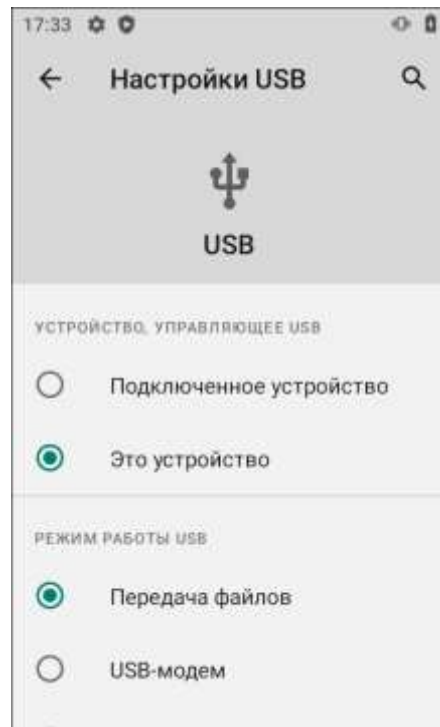 17:33
Настройки USB
USB
УСТРОЙСТВО, УПРАВЛЯЮЩЕЕ USB
Подключенное устройство
Это устройство
РЕЖИМ РАБОТЫ USB
Передача файлов
USB-модем